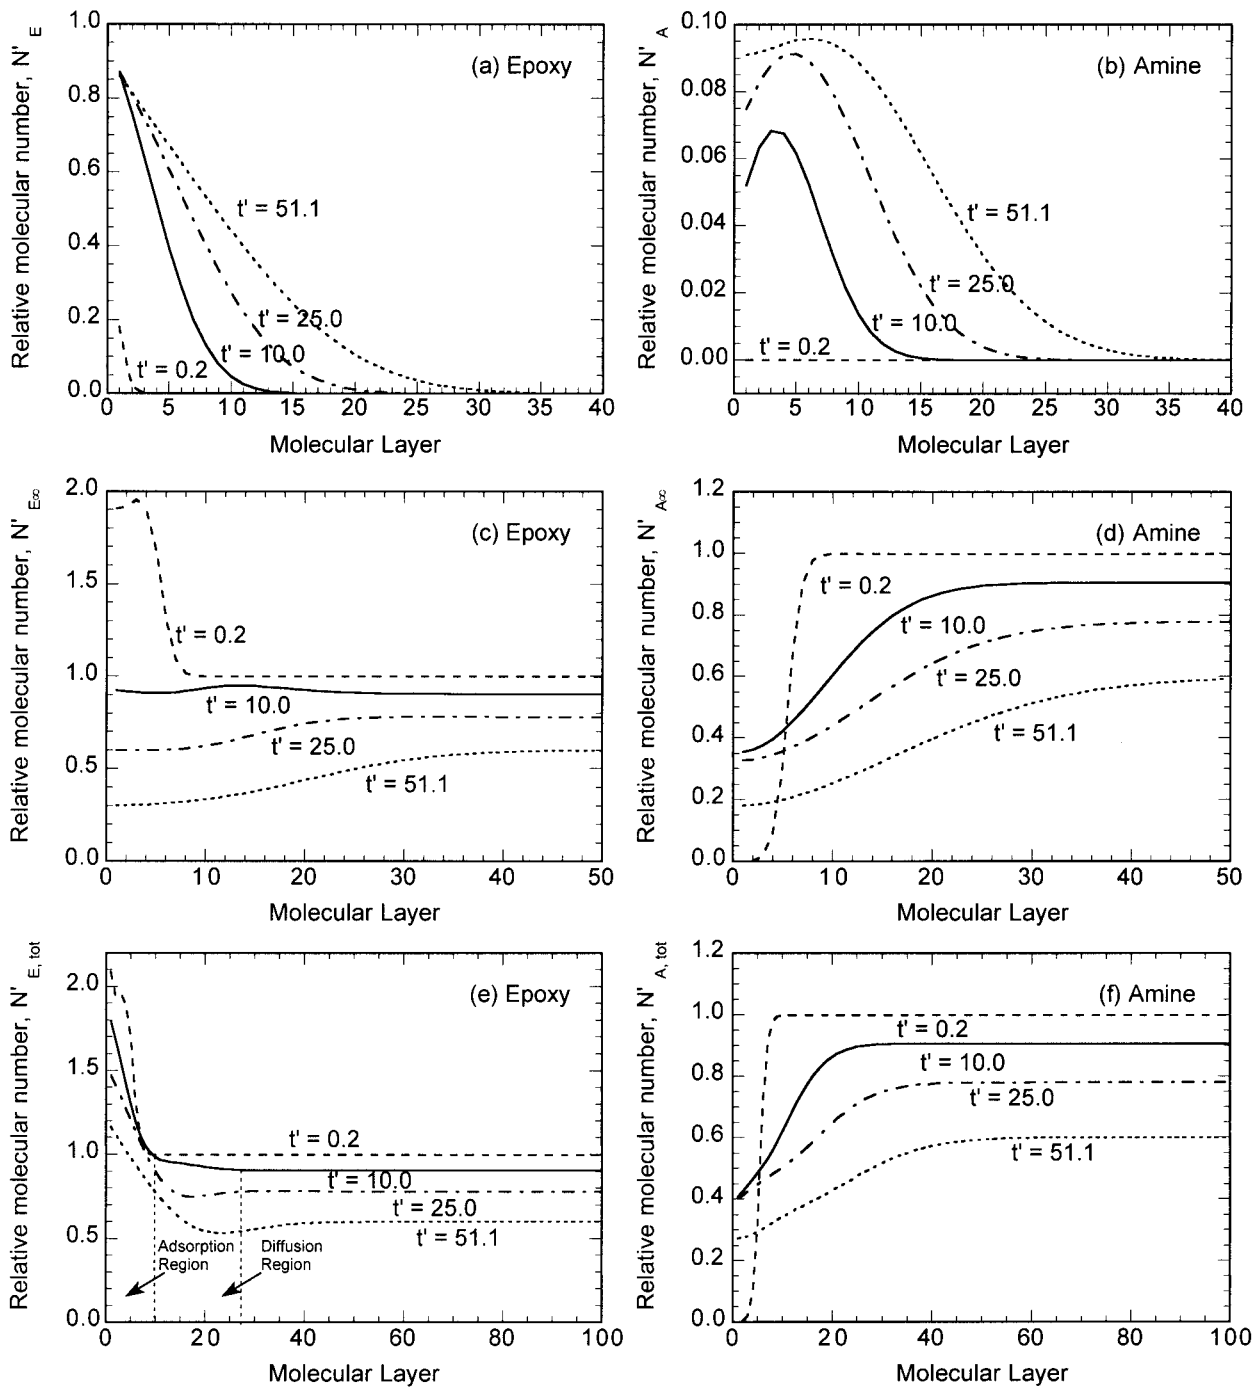 Relative molecular number, N'E
1.0
0.8
0.6
0.4
0.2
0.0
(a) Epoxy
t' = 51.1
t' = 25.0
t' = 10.0
t' = 0.2
0 5 10 15 20 25 30 35 40
Molecular Layer
Relative molecular number, N'A
0.10
0.08
0.06
0.04
0.02
0.00
(b) Amine
t' = 51.1
t' = 25.0
t' = 10.0
t' = 0.2
0 5 10 15 20 25 30 35 40
Molecular Layer
Relative molecular number, N'E∞
2.0
1.5
1.0
0.5
0.0
(c) Epoxy
t' = 0.2
t' = 10.0
t' = 25.0
t' = 51.1
0 10 20 30 40 50
Molecular Layer
Relative molecular number, N'A∞
1.2
1.0
0.8
0.6
0.4
0.2
0.0
(d) Amine
t' = 0.2
t' = 10.0
t' = 25.0
t' = 51.1
0 10 20 30 40 50
Molecular Layer
Relative molecular number, N'E, tot
2.0
1.5
1.0
0.5
0.0
(e) Epoxy
t' = 0.2
t' = 10.0
t' = 25.0
t' = 51.1
Adsorption
Region
Diffusion
Region
0 20 40 60 80 100
Molecular Layer
Relative molecular number, N'A, tot
1.2
1.0
0.8
0.6
0.4
0.2
0.0
(f) Amine
t' = 0.2
t' = 10.0
t' = 25.0
t' = 51.1
0 20 40 60 80 100
Molecular Layer